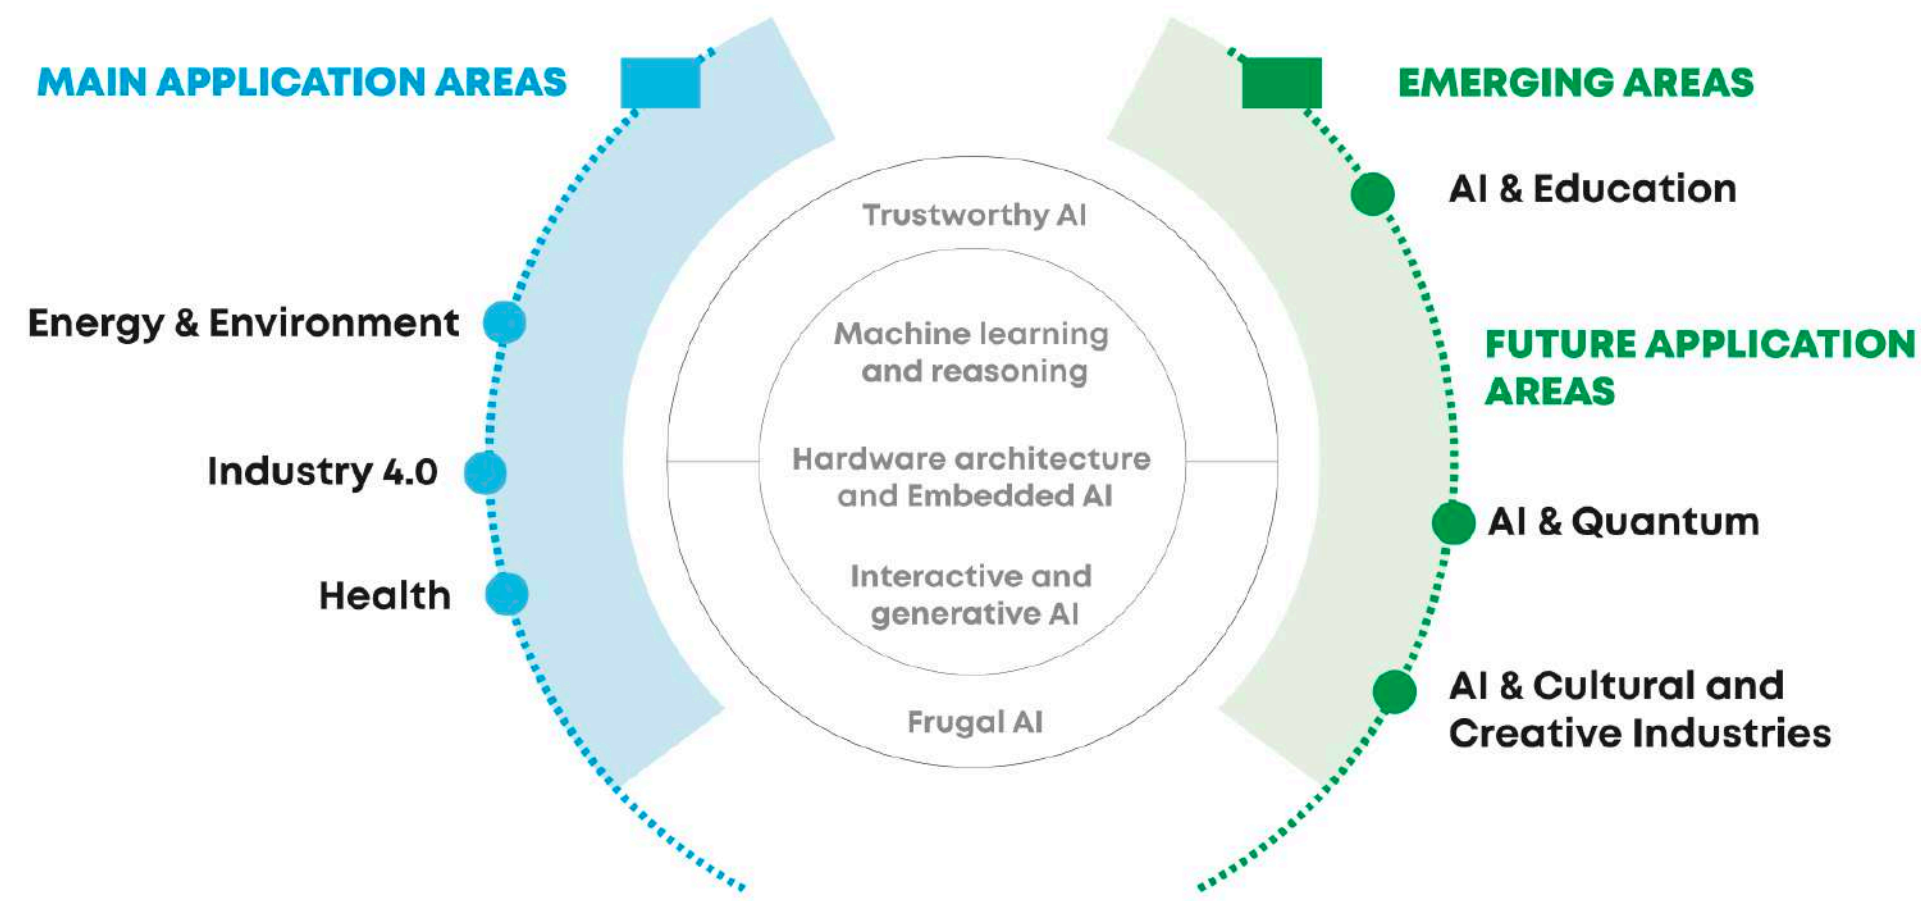 MAIN APPLICATION AREAS
Energy & Environment
Industry 4.0
Health
Trustworthy AI
Machine learning
and reasoning
Hardware architecture
and Embedded AI
Interactive and
generative AI
Frugal AI
EMERGING AREAS
AI & Education
FUTURE APPLICATION
AREAS
AI & Quantum
AI & Cultural and
Creative Industries